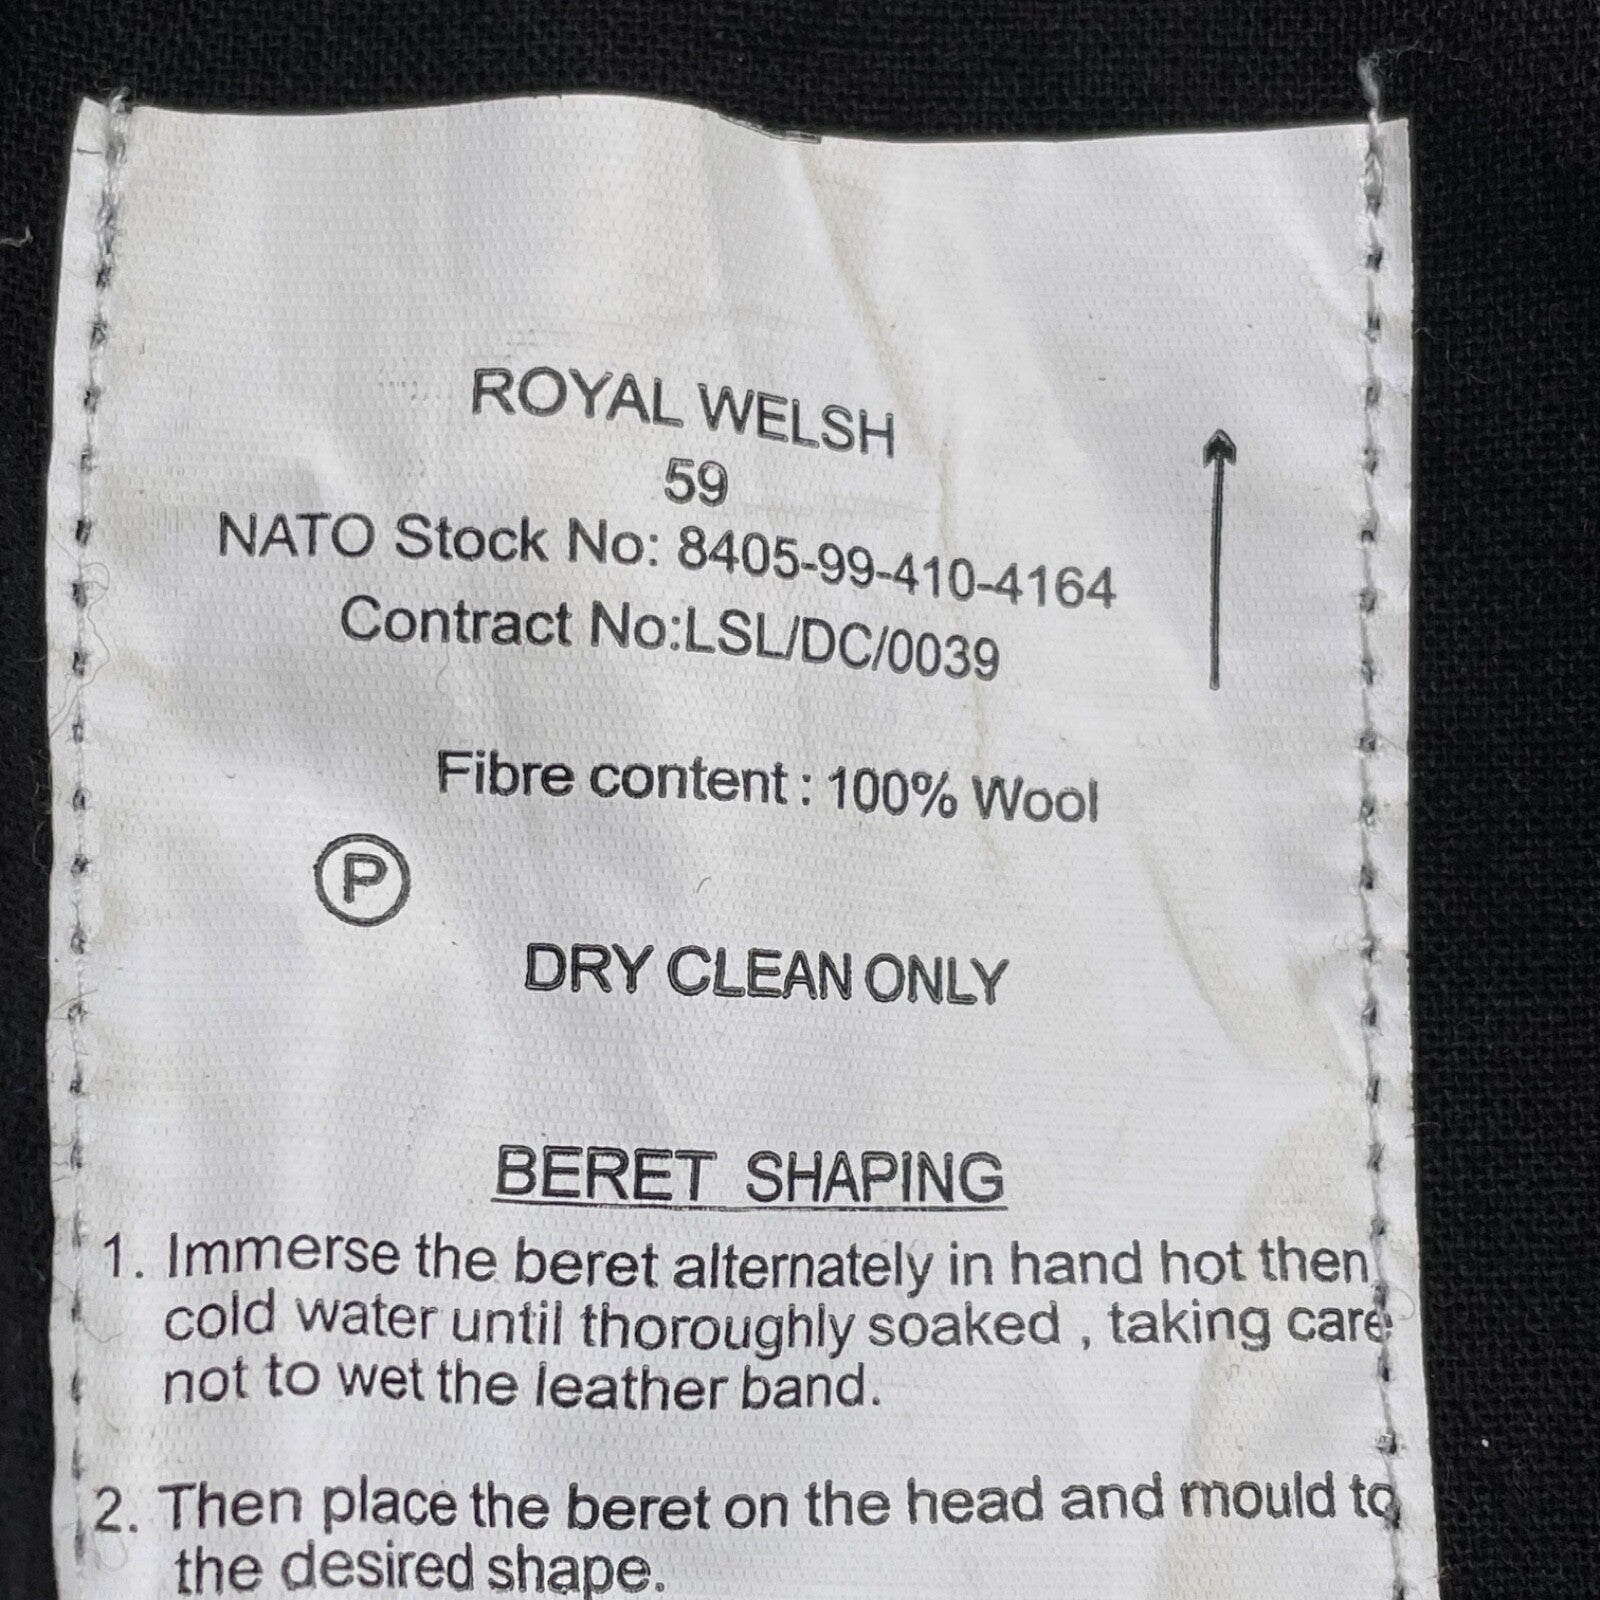 ROYAL WELSH
59
NATO Stock No: 8405-99-410-4164
Contract No:LSL/DC/0039
Fibre content : 100% Wool
P
DRY CLEAN ONLY
BERET SHAPING
1. Immerse the beret alternately in hand hot then
cold water until thoroughly soaked , taking care
not to wet the leather band.
2. Then place the beret on the head and mould to
the desired shape.